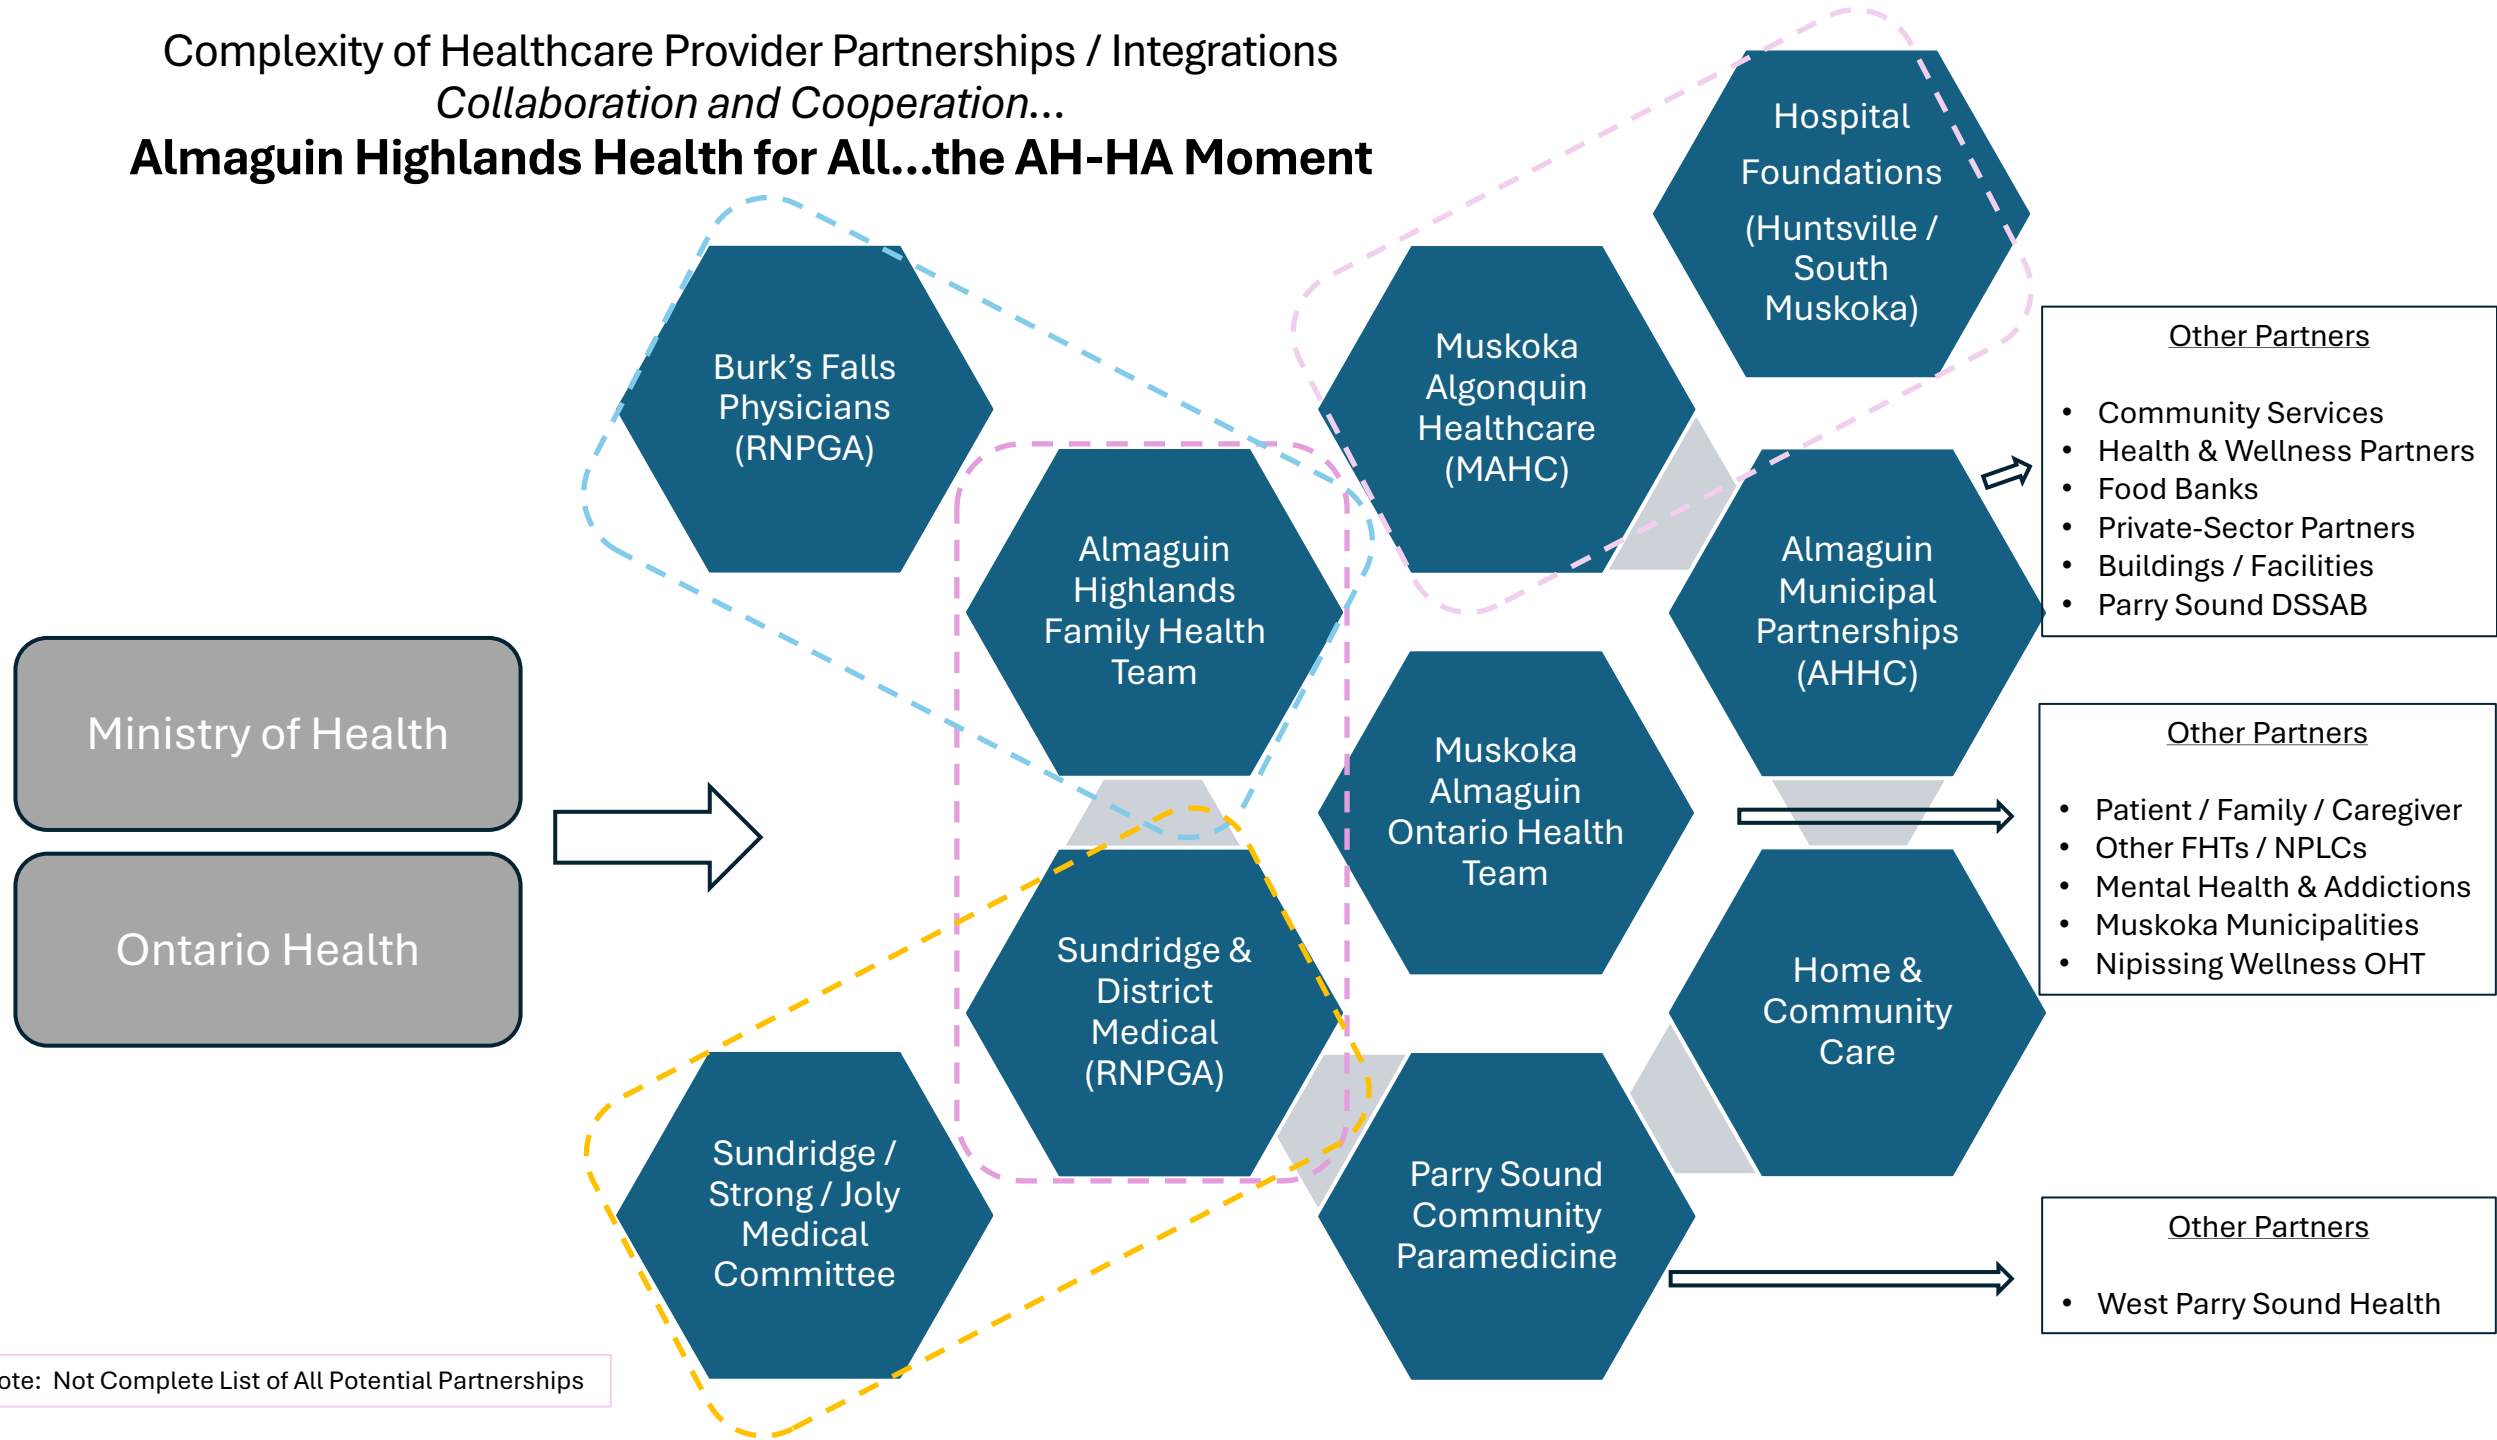 Complexity of Healthcare Provider Partnerships / Integrations
Collaboration and Cooperation...
Almaguin Highlands Health for All...the AH-HA Moment
Hospital
Foundations
(Huntsville /
South
Muskoka)
Burk’s Falls
Physicians
(RNPGA)
Muskoka
Algonquin
Healthcare
(MAHC)
Almaguin
Highlands
Family Health
Team
Almaguin
Municipal
Partnerships
(AHHC)
Other Partners
• Community Services
• Health & Wellness Partners
• Food Banks
• Private-Sector Partners
• Buildings / Facilities
• Parry Sound DSSAB
Ministry of Health
Ontario Health
Muskoka
Almaguin
Ontario Health
Team
Other Partners
• Patient / Family / Caregiver
• Other FHTs / NPLCs
• Mental Health & Addictions
• Muskoka Municipalities
• Nipissing Wellness OHT
Sundridge &
District
Medical
(RNPGA)
Home &
Community
Care
Sundridge /
Strong / Joly
Medical
Committee
Parry Sound
Community
Paramedicine
Other Partners
• West Parry Sound Health
ote: Not Complete List of All Potential Partnerships